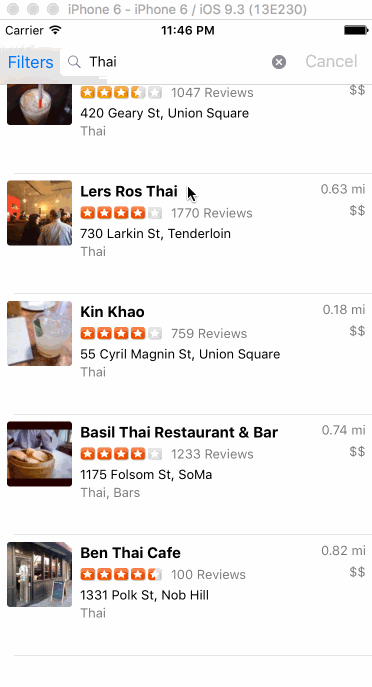 iPhone 6 - iPhone 6 / iOS 9.3 (13E230)
Carrier 11:46 PM
Filters Thai Cancel
1047 Reviews $$
420 Geary St, Union Square
Thai
Lers Ros Thai 0.63 mi
1770 Reviews $$
730 Larkin St, Tenderloin
Thai
Kin Khao 0.18 mi
759 Reviews $$
55 Cyril Magnin St, Union Square
Thai
Basil Thai Restaurant & Bar 0.74 mi
1233 Reviews $$
1175 Folsom St, SoMa
Thai, Bars
Ben Thai Cafe 0.82 mi
100 Reviews $$
1331 Polk St, Nob Hill
Thai